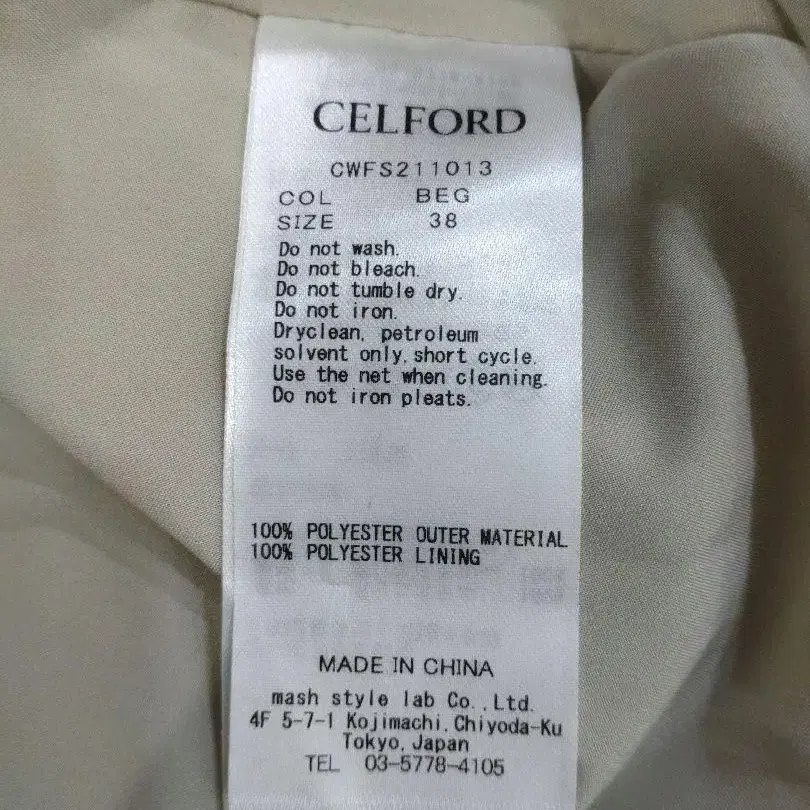 CELFORD
CWFS211013
COL BEG
SIZE 38
Do not wash.
Do not bleach.
Do not tumble dry.
Do not iron.
Dryclean, petroleum
solvent only, short cycle.
Use the net when cleaning.
Do not iron pleats.
100% POLYESTER OUTER MATERIAL
100% POLYESTER LINING
MADE IN CHINA
mash style lab Co.,Ltd.
4F 5-7-1 Kojimachi,Chiyoda-Ku
Tokyo,Japan
TEL 03-5778-4105